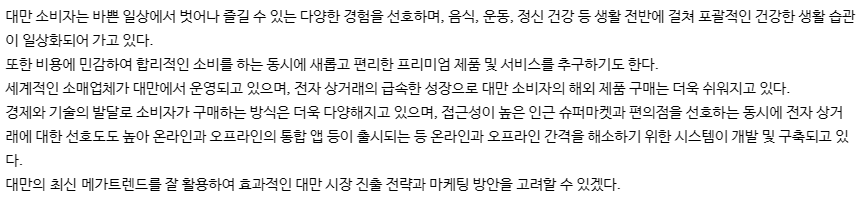 대만 소비자는 바쁜 일상에서 벗어나 즐길 수 있는 다양한 경험을 선호하며, 음식, 운동, 정신 건강 등 생활 전반에 걸쳐 포괄적인 건강한 생활 습관
이 일상화되어 가고 있다.
또한 비용에 민감하여 합리적인 소비를 하는 동시에 새롭고 편리한 프리미엄 제품 및 서비스를 추구하기도 한다.
세계적인 소매업체가 대만에서 운영되고 있으며, 전자 상거래의 급속한 성장으로 대만 소비자의 해외 제품 구매는 더욱 쉬워지고 있다.
경제와 기술의 발달로 소비자가 구매하는 방식은 더욱 다양해지고 있으며, 접근성이 높은 인근 슈퍼마켓과 편의점을 선호하는 동시에 전자 상거
래에 대한 선호도도 높아 온라인과 오프라인의 통합 앱 등이 출시되는 등 온라인과 오프라인 간격을 해소하기 위한 시스템이 개발 및 구축되고 있
다.
대만의 최신 메가트렌드를 잘 활용하여 효과적인 대만 시장 진출 전략과 마케팅 방안을 고려할 수 있겠다.